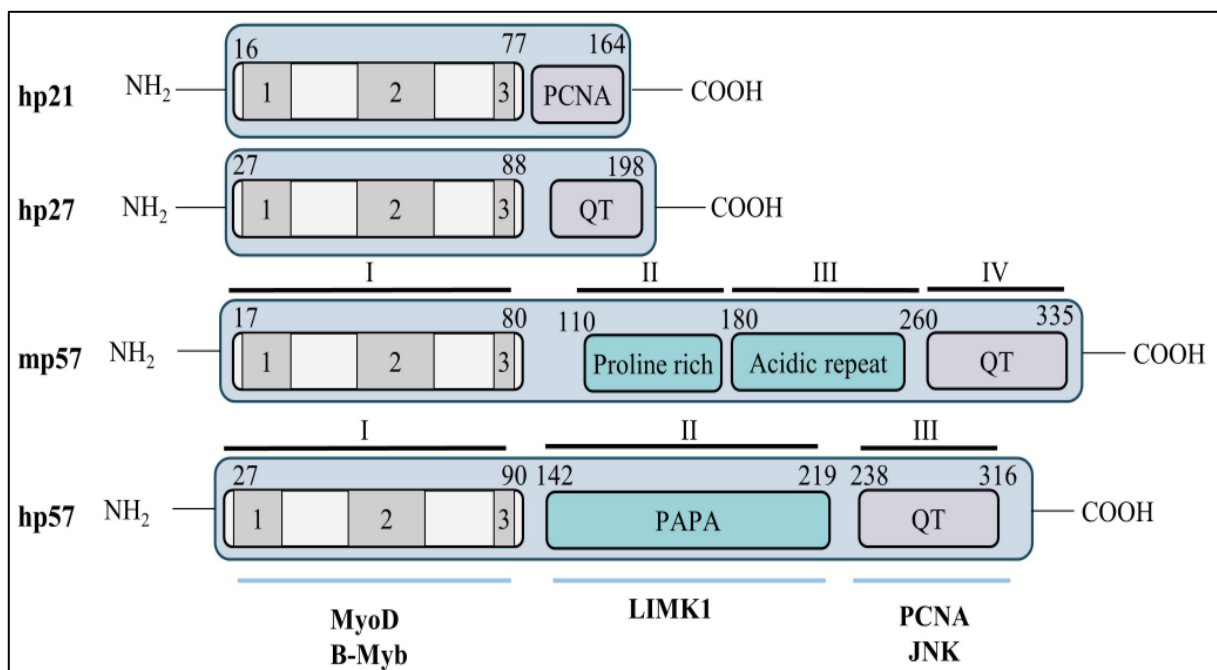 16 77 164
hp21 NH₂ 1 2 3 PCNA COOH
27 88 198
hp27 NH₂ 1 2 3 QT COOH
I II III IV
17 80 110 180 260 335
mp57 NH₂ 1 2 3 Proline rich Acidic repeat QT COOH
I II III
27 90 142 219 238 316
hp57 NH₂ 1 2 3 PAPA QT COOH
MyoD LIMK1 PCNA
B-Myb JNK